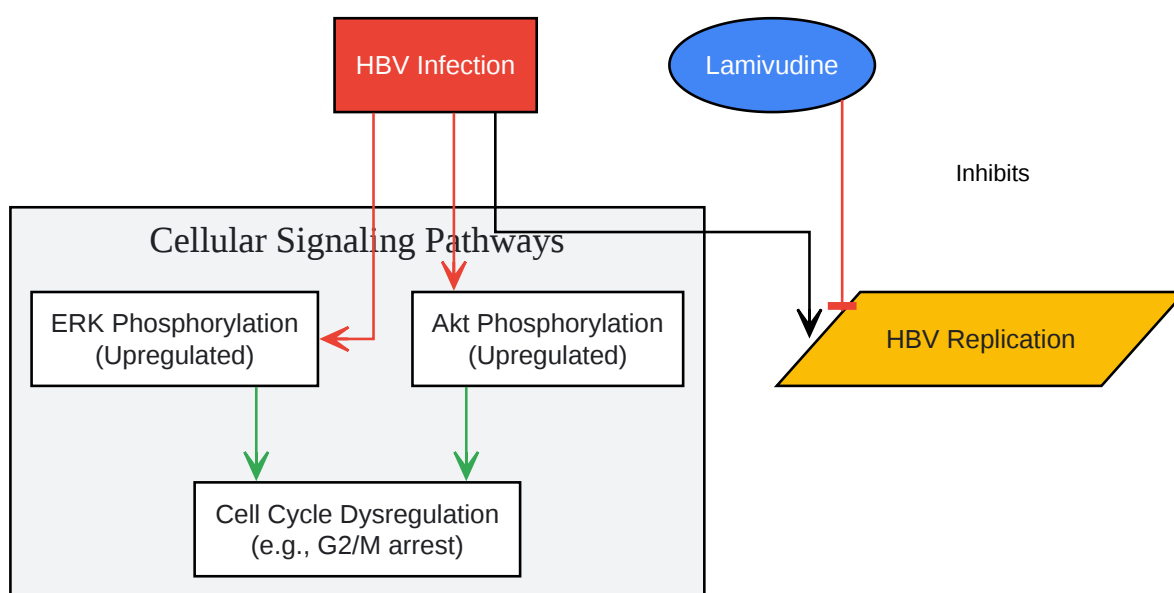 HBV Infection
Lamivudine
Inhibits
Cellular Signaling Pathways
ERK Phosphorylation
(Upregulated)
Akt Phosphorylation
(Upregulated)
HBV Replication
Cell Cycle Dysregulation
(e.g., G2/M arrest)